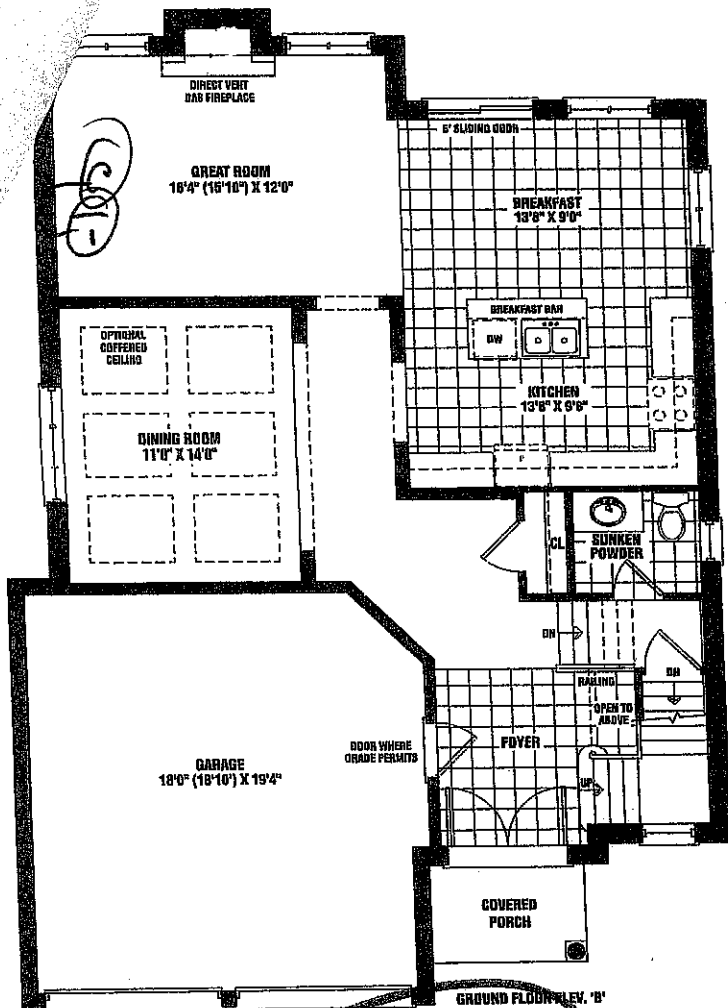 DIRECT VENT
GAS FIREPLACE
GREAT ROOM
16'4" (15'10") X 12'0"
6' SLIDING DOOR
BREAKFAST
13'8" X 9'0"
BREAKFAST BAR
DW
KITCHEN
13'8" X 9'6"
F
OPTIONAL
COFFERED
CEILING
DINING ROOM
11'0" X 14'0"
CL
SUNKEN
POWDER
DN
DN
RAILING
OPEN TO
ABOVE
FOYER
DOOR WHERE
GRADE PERMITS
UP
GARAGE
18'0" (18'10') X 19'4"
COVERED
PORCH
GROUND FLOOR ELEV. 'B'